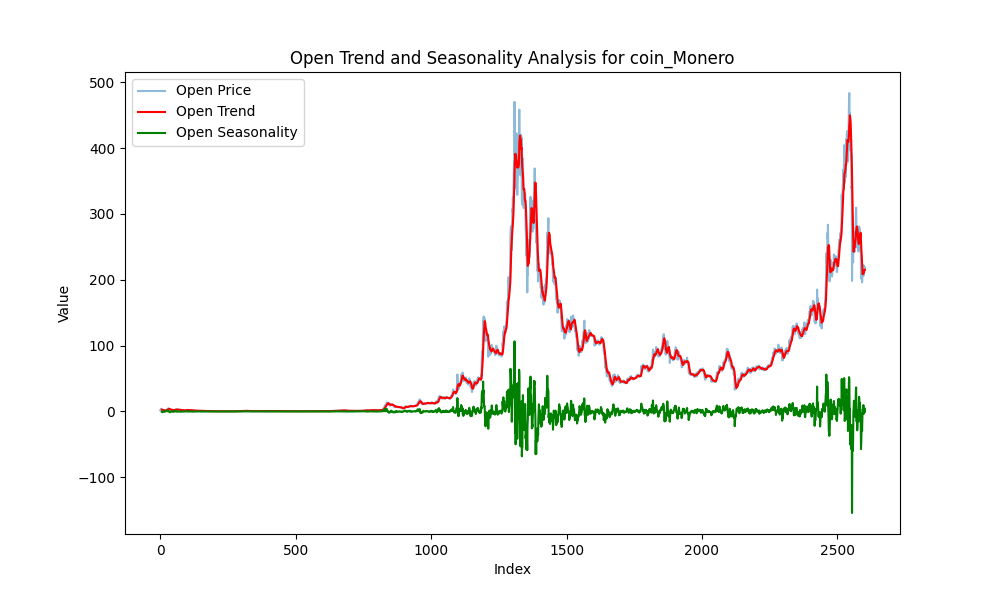 Open Trend and Seasonality Analysis for coin_Monero
Open Price
Open Trend
Open Seasonality
500
400
300
200
100
0
−100
Value
0
500
1000
1500
2000
2500
Index